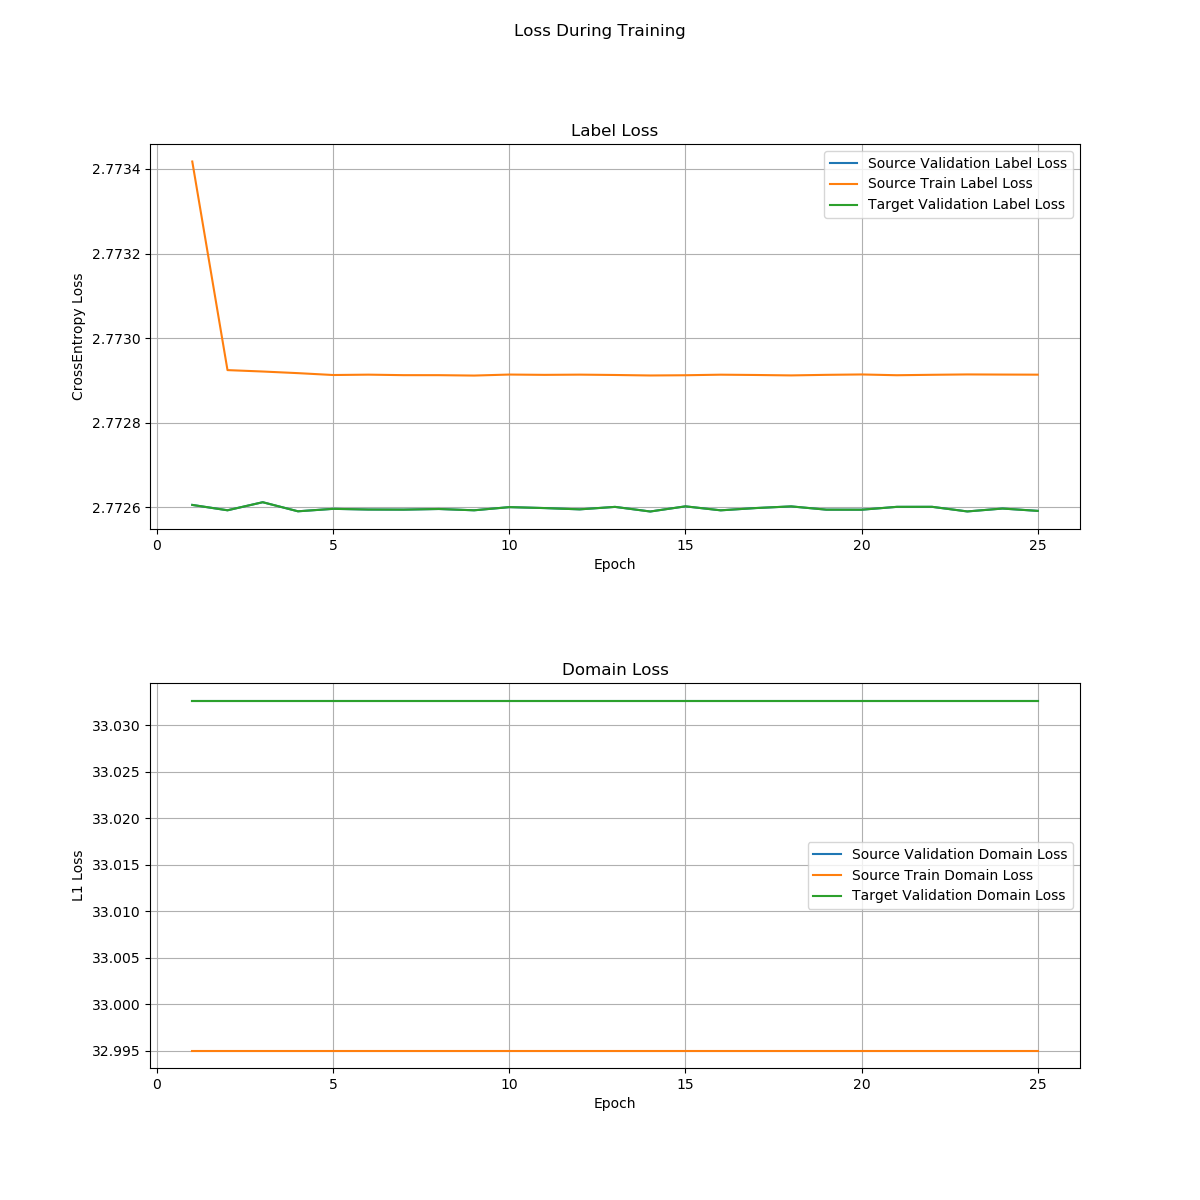 Loss During Training
Label Loss
2.7734
2.7732
2.7730
2.7728
2.7726
CrossEntropy Loss
Source Validation Label Loss
Source Train Label Loss
Target Validation Label Loss
0 5 10 15 20 25
Epoch
Domain Loss
33.030
33.025
33.020
33.015
33.010
33.005
33.000
32.995
L1 Loss
Source Validation Domain Loss
Source Train Domain Loss
Target Validation Domain Loss
0 5 10 15 20 25
Epoch